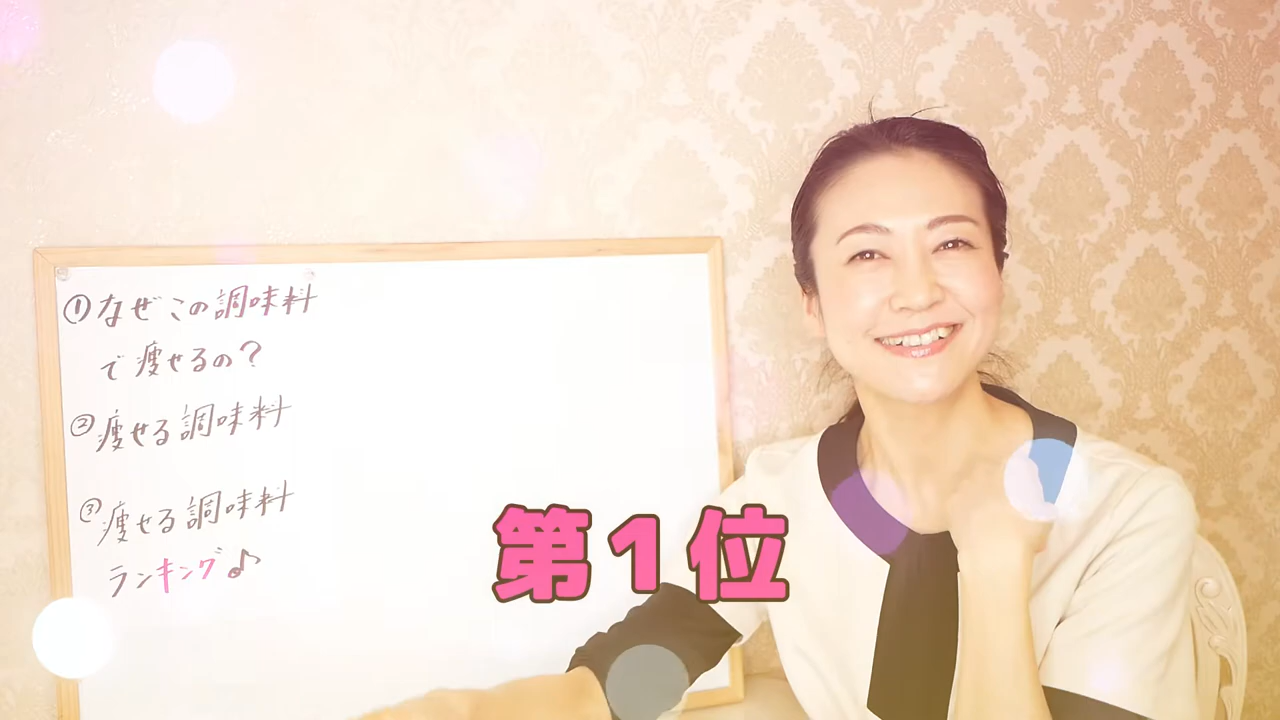 ①なぜこの調味料
で痩せるの?
②痩せる調味料
③痩せる調味料
ランキング♪
第1位